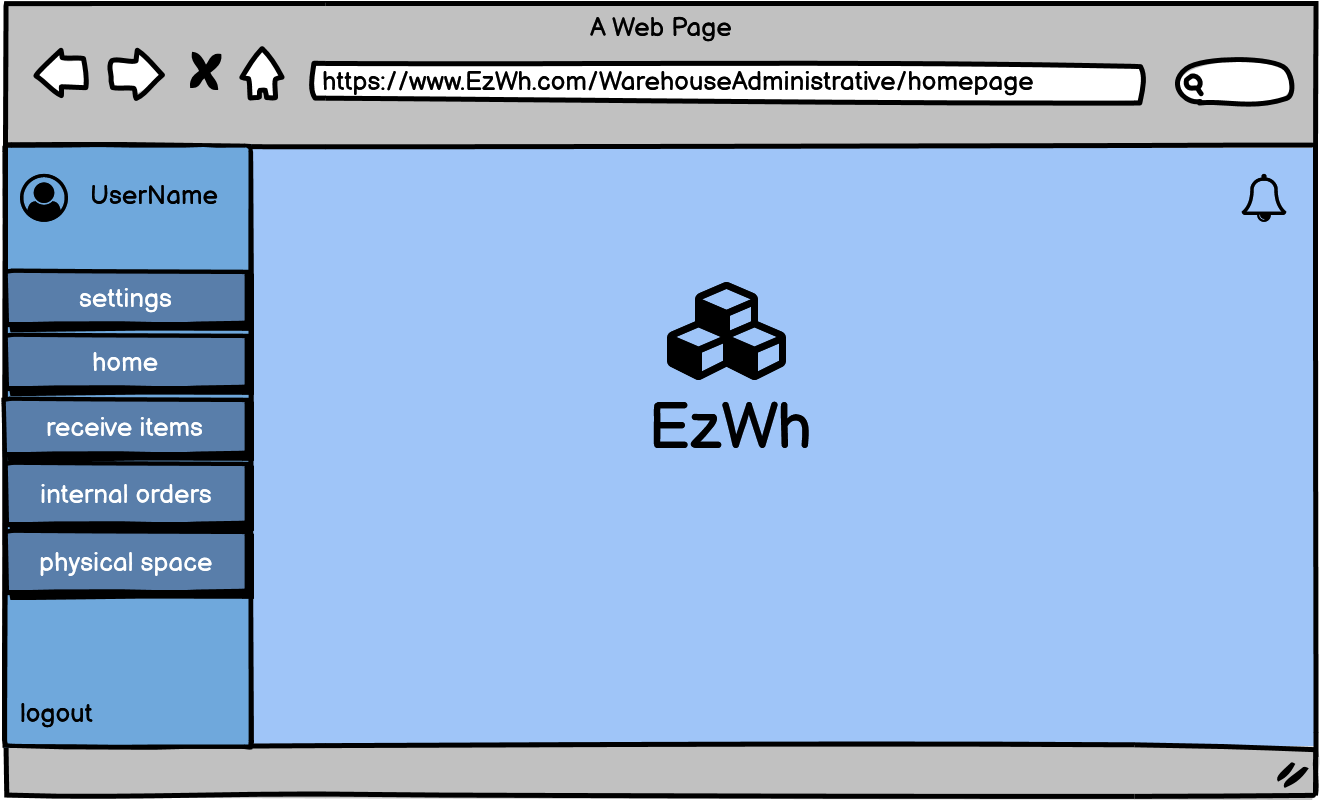 A Web Page
https://www.EzWh.com/WarehouseAdministrative/homepage
UserName
settings
home
receive items
internal orders
physical space
logout
EzWh